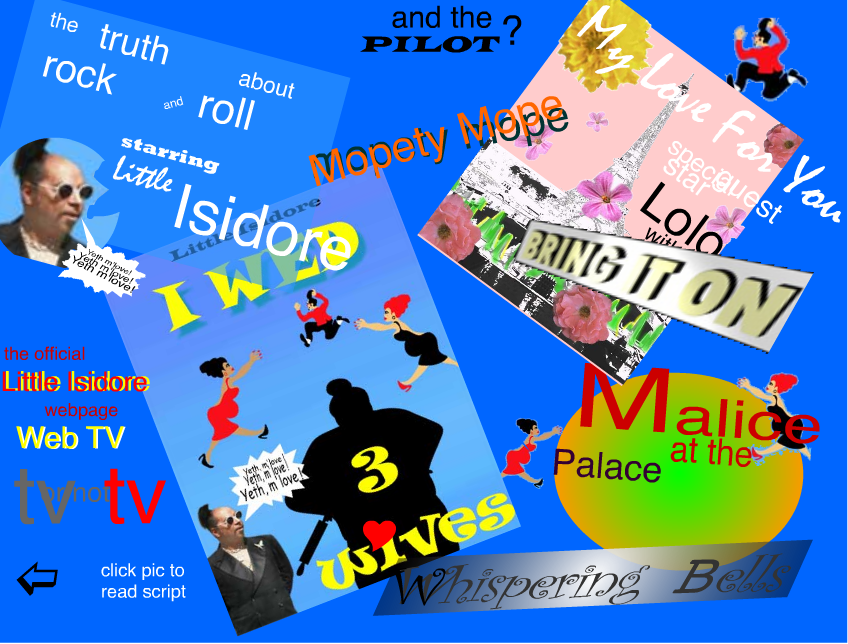 the truth
about
rock and roll
starring
Little
Isidore
Yeth m'love!
Yeth m'love!
Yeth m'love!
and the
PILOT ?
Mopety Mope
Mope
My Love For You
special guest
star
Lolo
with
BRING IT ON
Little Isidore
I WED
3
WIVES
Yeth, m'love!
Yeth, m'love!
Yeth, m'love!
the official
Little Isidore
webpage
Web TV
tv or not tv
click pic to
read script
Malice
at the
Palace
Whispering Bells